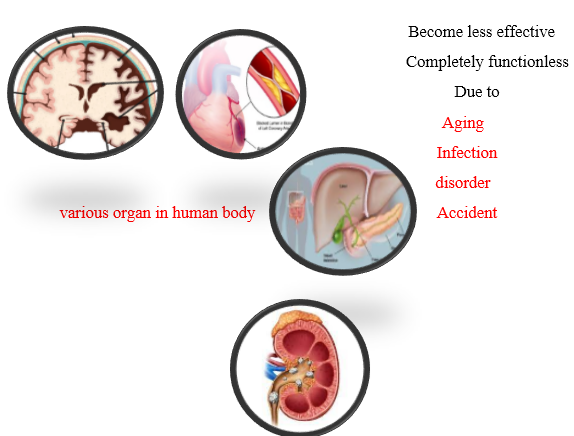 Become less effective
Completely functionless
Due to
Aging
Infection
disorder
Accident
various organ in human body